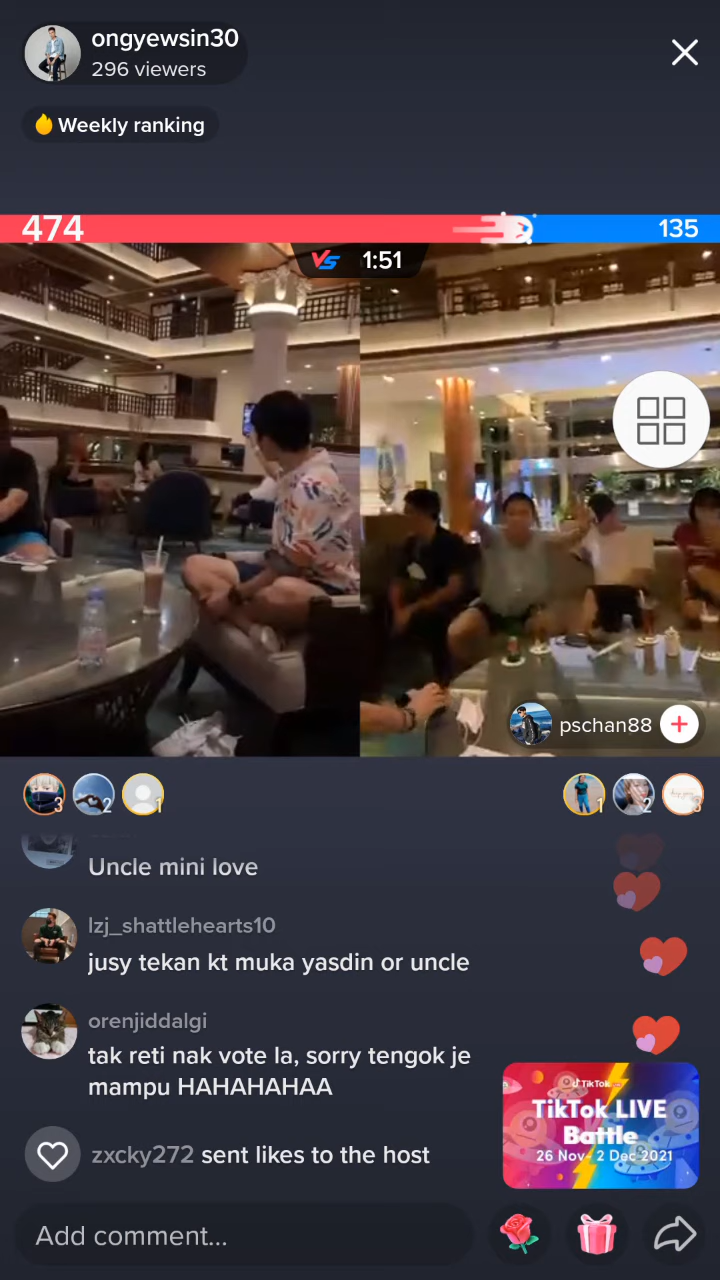 ongyewsin30
296 viewers
Weekly ranking
474
135
VS 1:51
pschan88
3
2
1
1
2
3
Uncle mini love
lzj_shattlehearts10
jusy tekan kt muka yasdin or uncle
orenjiddalgi
tak reti nak vote la, sorry tengok je
mampu HAHAHAHAA
TikTok
TikTok LIVE
Battle
26 Nov- 2 Dec 2021
zxcky272 sent likes to the host
Add comment...